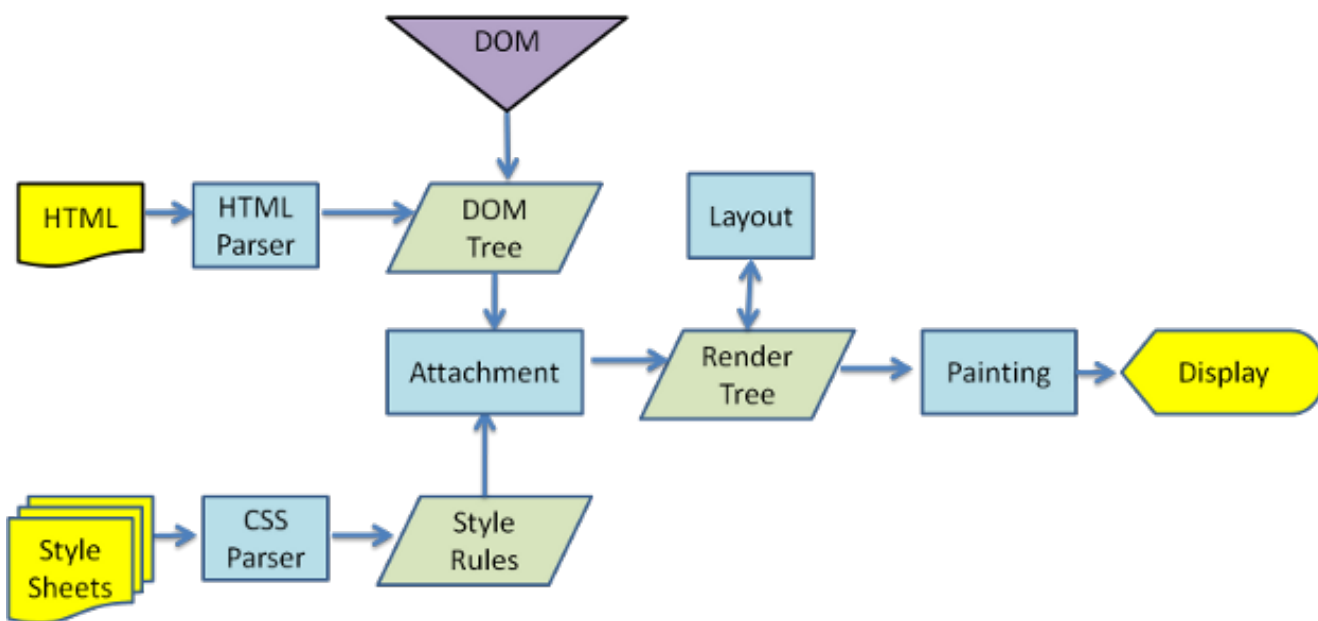 DOM
HTML
HTML
Parser
DOM
Tree
Layout
Attachment
Render
Tree
Painting
Display
Style
Sheets
CSS
Parser
Style
Rules